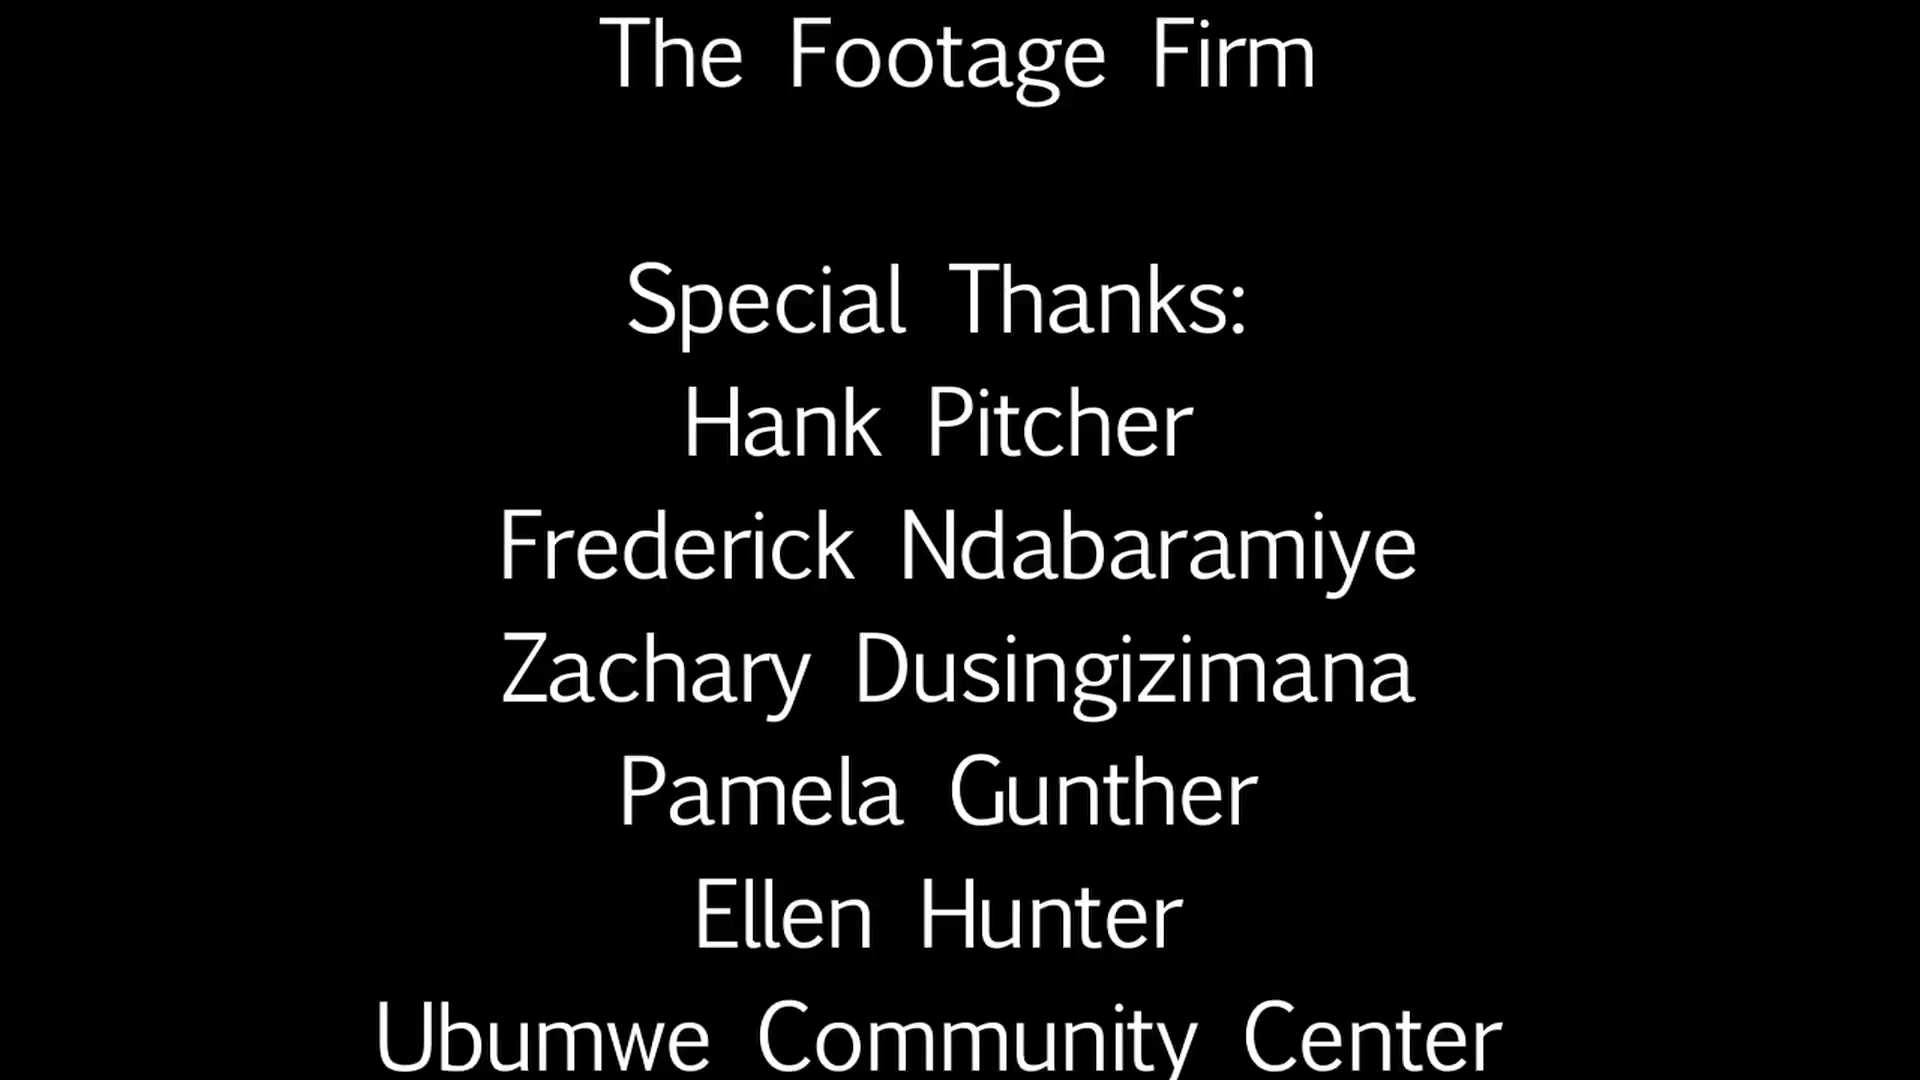 The Footage Firm
Special Thanks:
Hank Pitcher
Frederick Ndabaramiye
Zachary Dusingizimana
Pamela Gunther
Ellen Hunter
Ubumwe Community Center